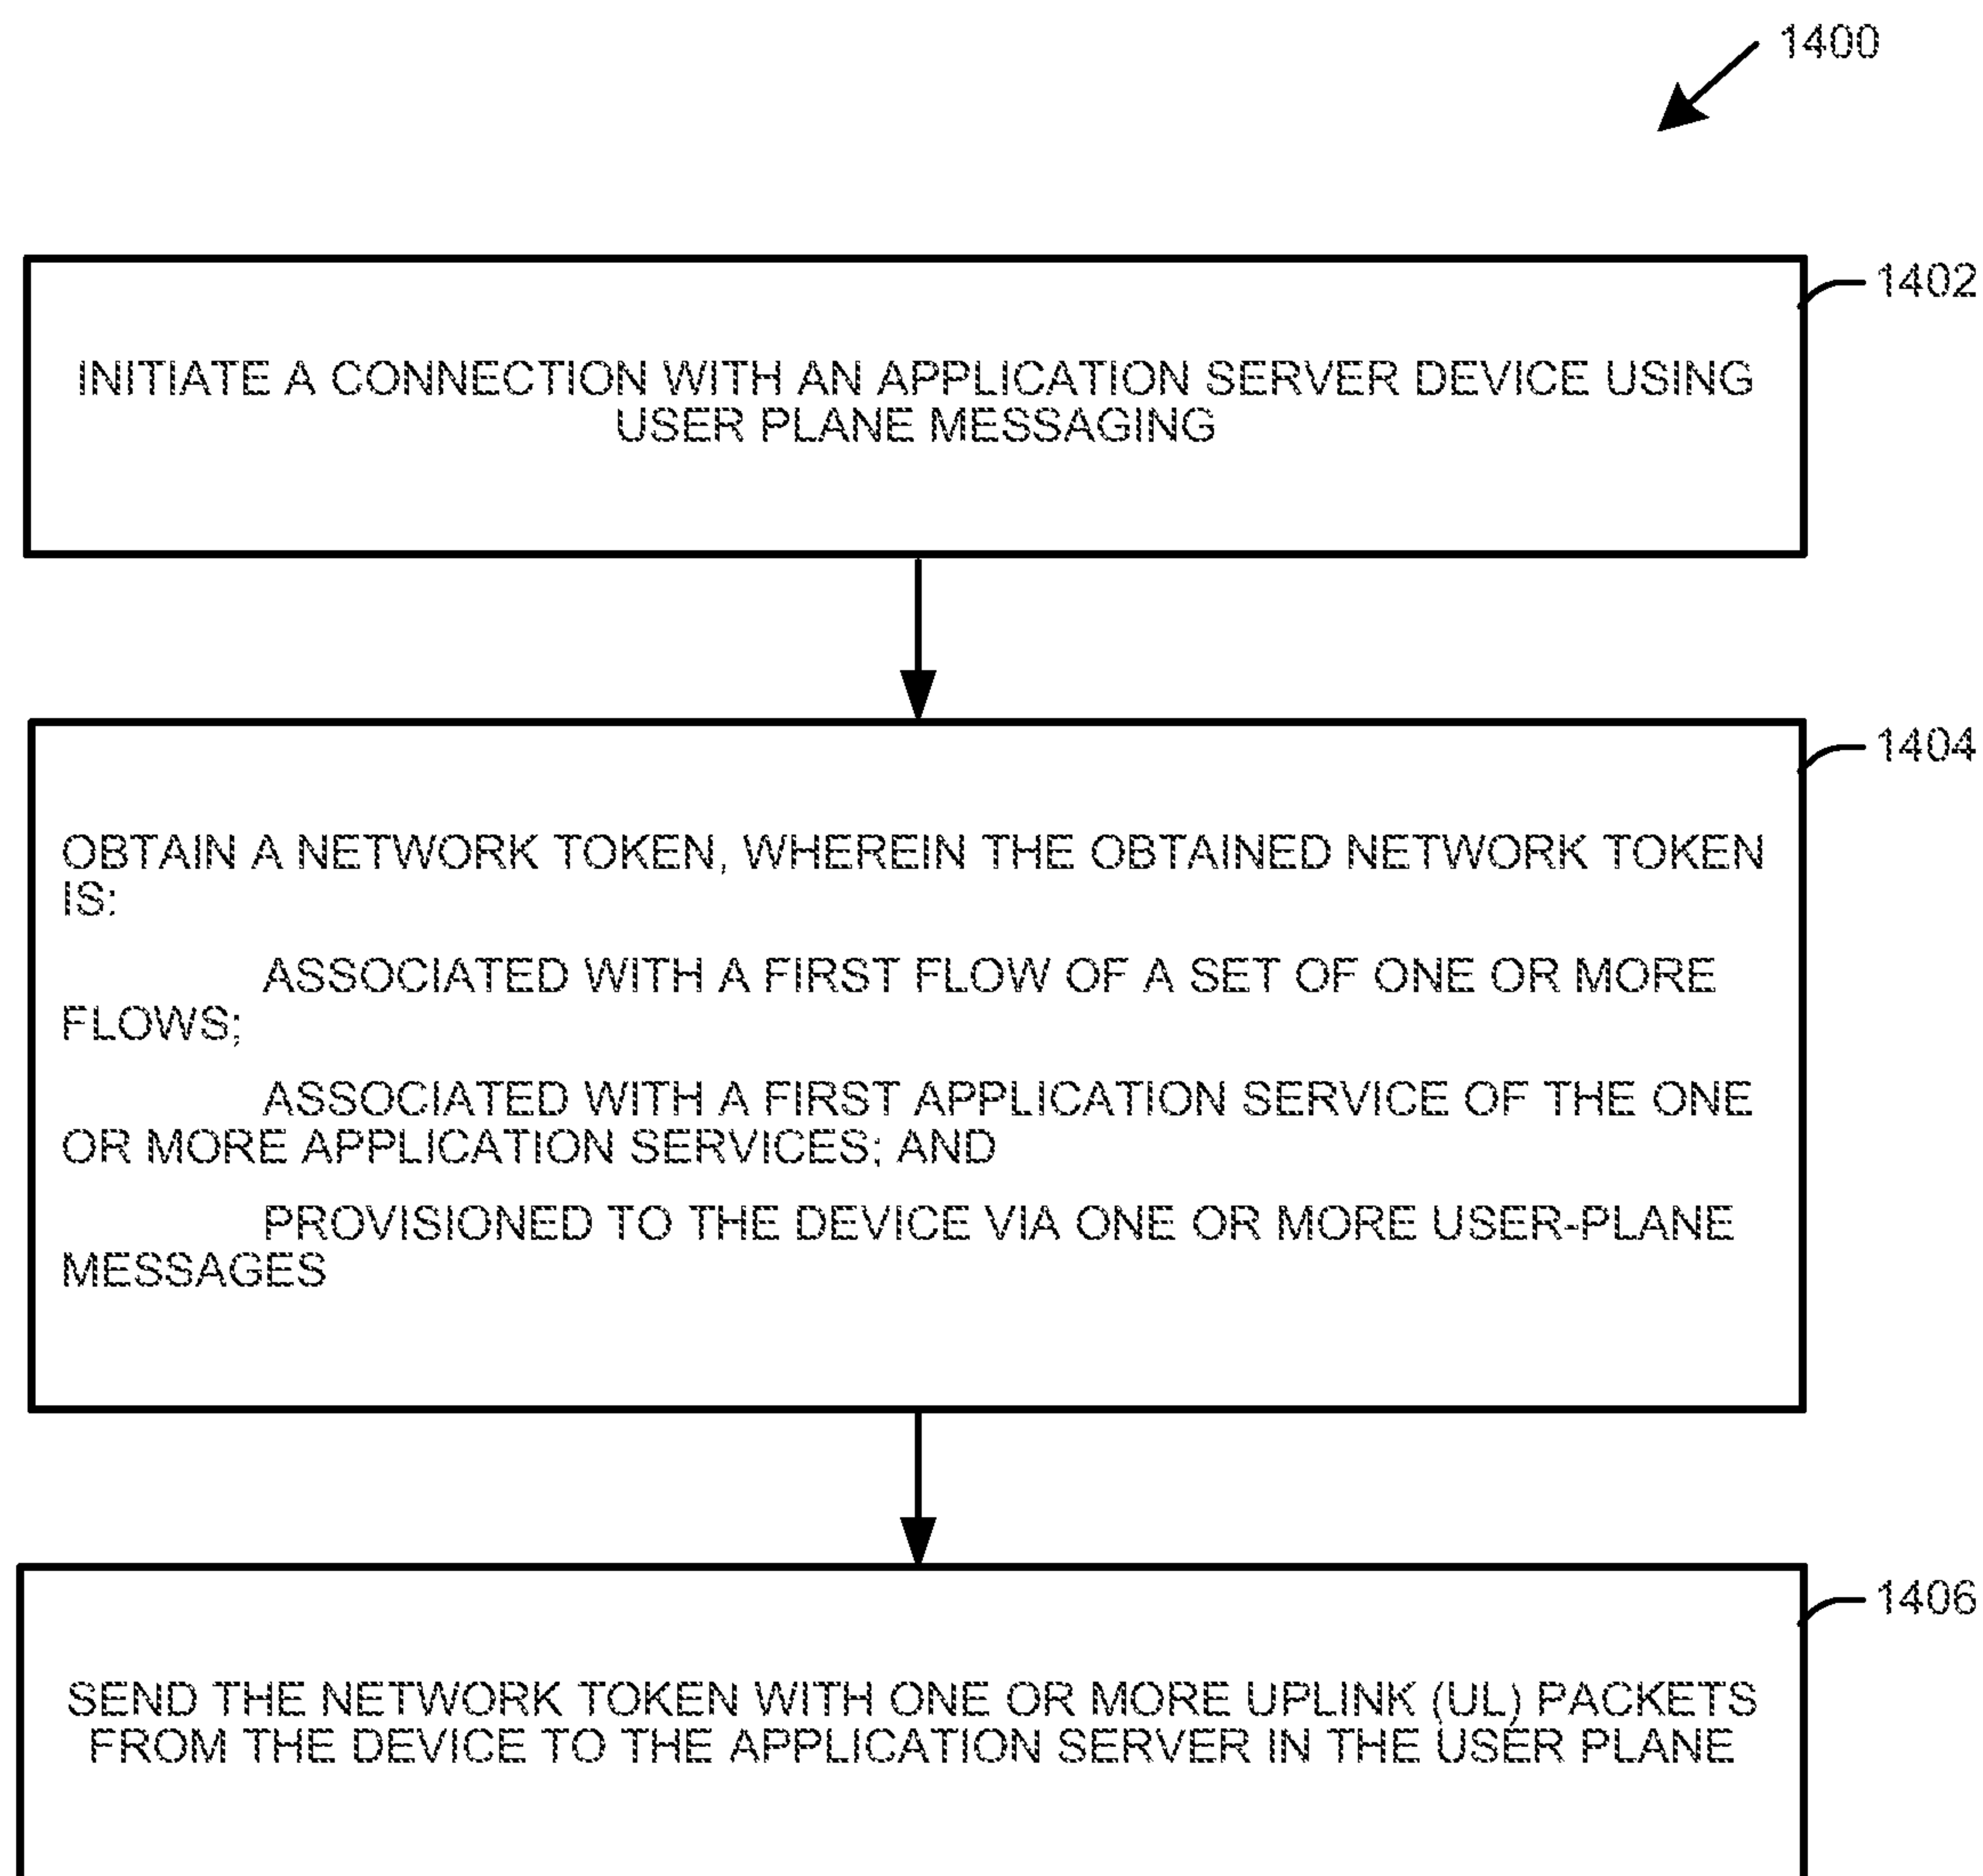 1400
1402
INITIATE A CONNECTION WITH AN APPLICATION SERVER DEVICE USING
USER PLANE MESSAGING
1404
OBTAIN A NETWORK TOKEN, WHEREIN THE OBTAINED NETWORK TOKEN
IS:
ASSOCIATED WITH A FIRST FLOW OF A SET OF ONE OR MORE
FLOWS;
ASSOCIATED WITH A FIRST APPLICATION SERVICE OF THE ONE
OR MORE APPLICATION SERVICES; AND
PROVISIONED TO THE DEVICE VIA ONE OR MORE USER-PLANE
MESSAGES
1406
SEND THE NETWORK TOKEN WITH ONE OR MORE UPLINK (UL) PACKETS
FROM THE DEVICE TO THE APPLICATION SERVER IN THE USER PLANE